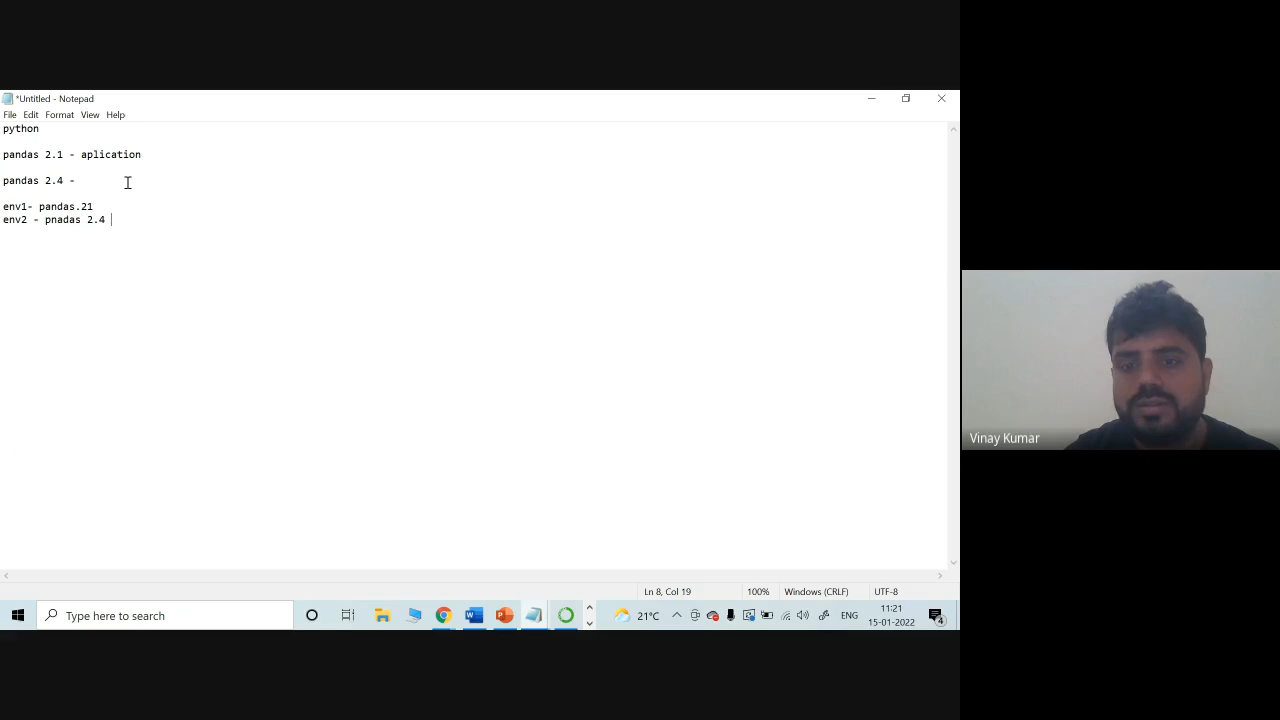 *Untitled - Notepad
File Edit Format View Help
python
pandas 2.1 - aplication
pandas 2.4 -
env1- pandas.21
env2 - pnadas 2.4
Vinay Kumar
Ln 8, Col 19 100% Windows (CRLF) UTF-8
Type here to search
21°C
ENG
11:21
15-01-2022
4